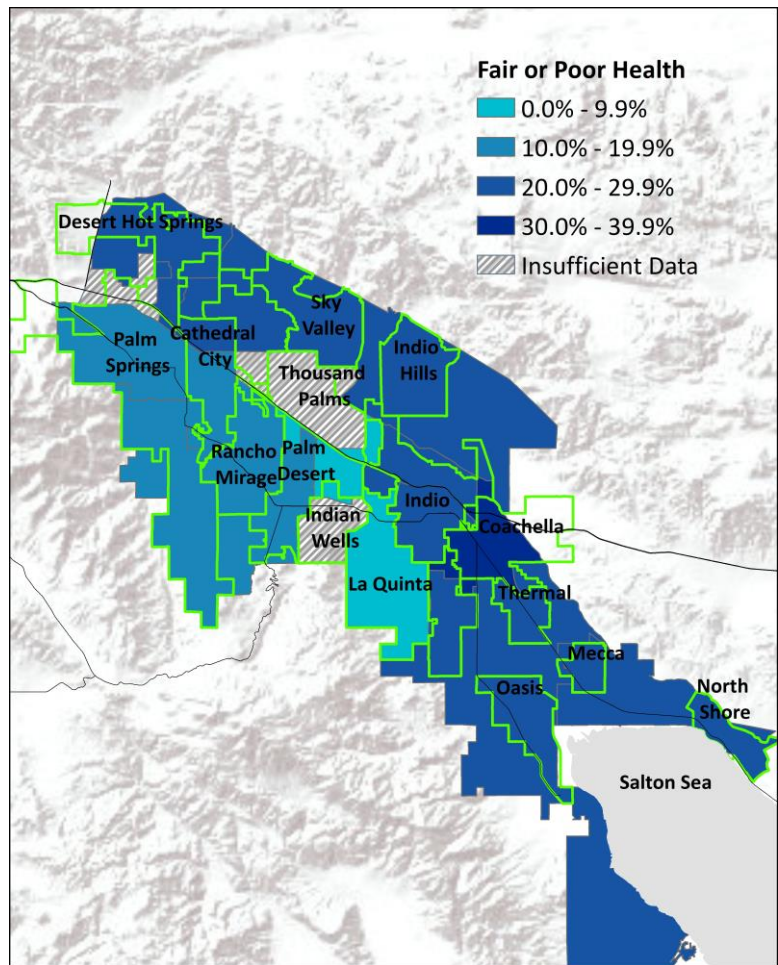 Fair or Poor Health
0.0% - 9.9%
10.0% - 19.9%
20.0% - 29.9%
30.0% - 39.9%
Insufficient Data
Desert Hot Springs
Sky
Valley
Palm
Springs
Cathedral
City
Indio
Hills
Thousand
Palms
Rancho
Mirage
Palm
Desert
Indio
Indian
Wells
Coachella
La Quinta
Thermal
Mecca
Oasis
North
Shore
Salton Sea